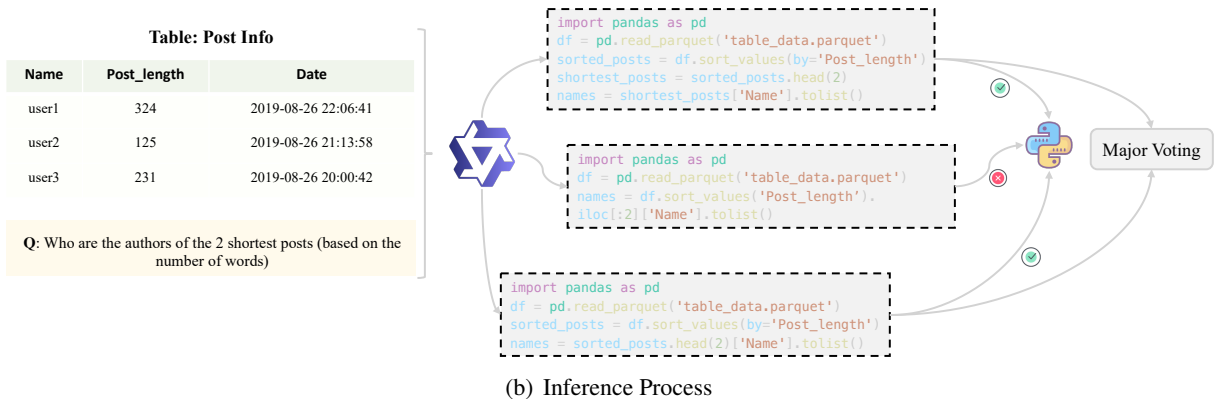 Table: Post Info
Name Post_length Date
user1 324 2019-08-26 22:06:41
user2 125 2019-08-26 21:13:58
user3 231 2019-08-26 20:00:42
Q: Who are the authors of the 2 shortest posts (based on the
number of words)
import pandas as pd
df = pd.read_parquet('table_data.parquet')
sorted_posts = df.sort_values(by='Post_length')
shortest_posts = sorted_posts.head(2)
names = shortest_posts['Name'].tolist()
import pandas as pd
df = pd.read_parquet('table_data.parquet')
names = df.sort_values('Post_length’).
iloc[:2]['Name'].tolist()
import pandas as pd
df = pd.read_parquet('table_data.parquet')
sorted_posts = df.sort_values(by='Post_length')
names = sorted_posts.head(2)['Name'].tolist()
Major Voting
(b) Inference Process